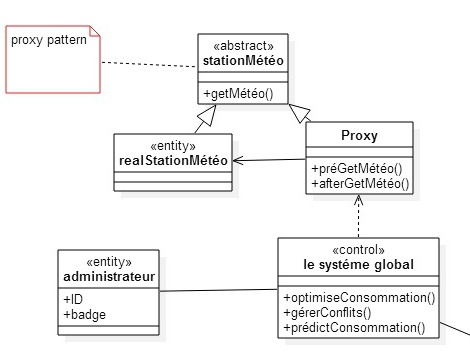 proxy pattern
«abstract»
stationMétéo
+getMétéo()
«entity»
realStationMétéo
Proxy
+préGetMétéo()
+afterGetMétéo()
«entity»
administrateur
+ID
+badge
«control»
le systéme global
+optimiseConsommation()
+gérerConflits()
+prédictConsommation()